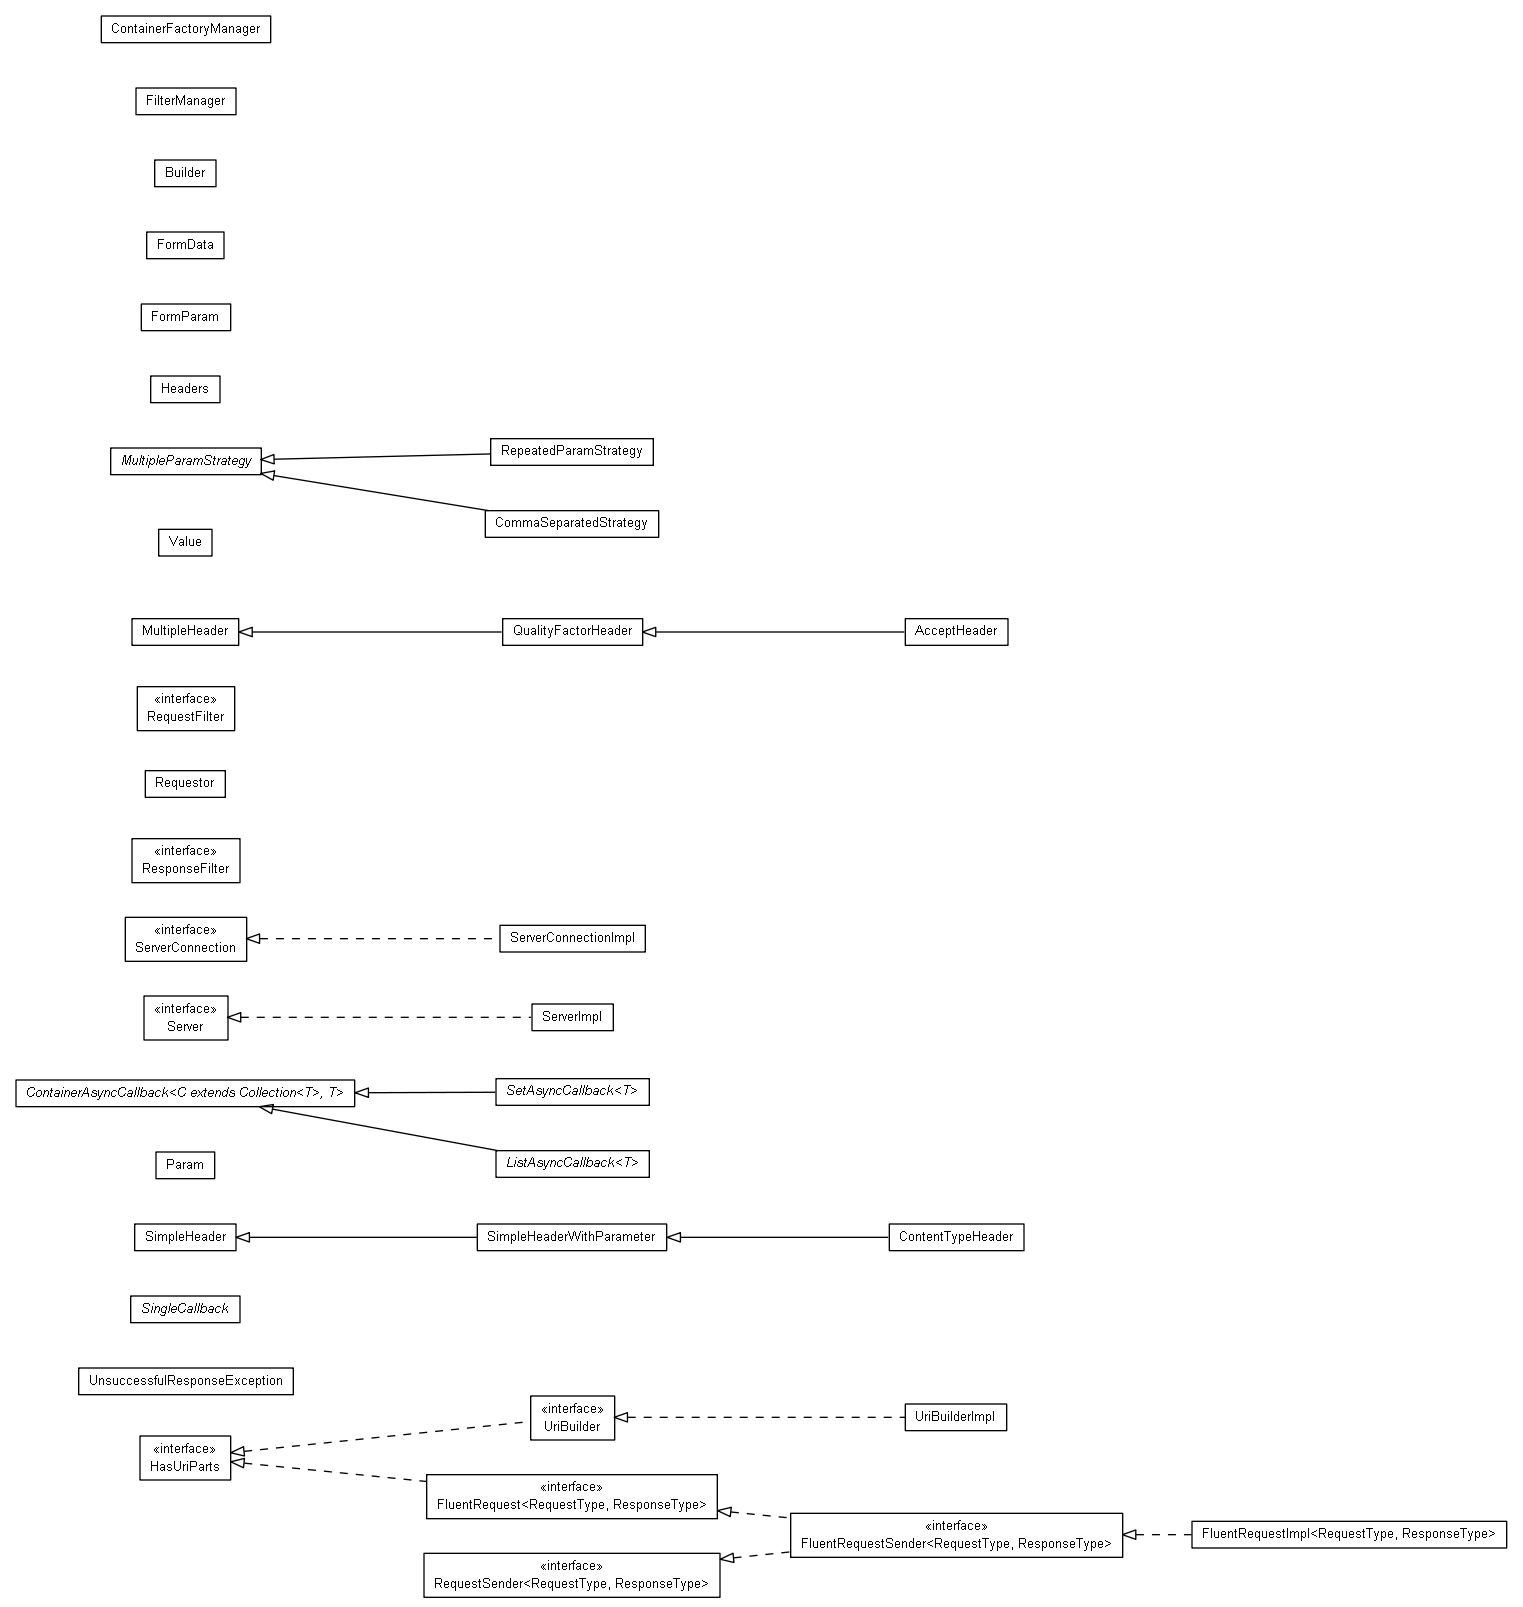 ContainerFactoryManager
FilterManager
Builder
FormData
FormParam
Headers
MultipleParamStrategy
RepeatedParamStrategy
CommaSeparatedStrategy
Value
MultipleHeader
QualityFactorHeader
AcceptHeader
«interface»
RequestFilter
Requestor
«interface»
ResponseFilter
«interface»
ServerConnection
ServerConnectionImpl
«interface»
Server
ServerImpl
ContainerAsyncCallback<C extends Collection<T>, T>
SetAsyncCallback<T>
ListAsyncCallback<T>
Param
SimpleHeader
SimpleHeaderWithParameter
ContentTypeHeader
SingleCallback
UnsuccessfulResponseException
«interface»
HasUriParts
«interface»
UriBuilder
UriBuilderImpl
«interface»
FluentRequest<RequestType, ResponseType>
«interface»
RequestSender<RequestType, ResponseType>
«interface»
FluentRequestSender<RequestType, ResponseType>
FluentRequestImpl<RequestType, ResponseType>